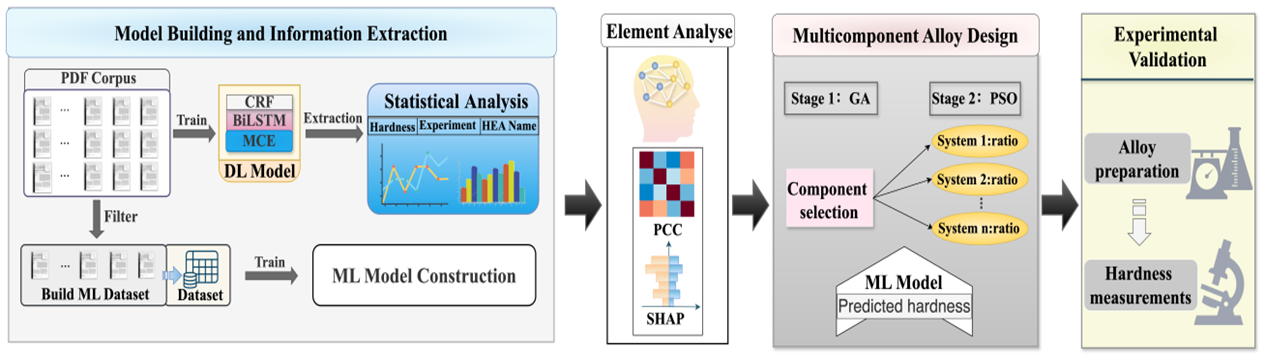 Model Building and Information Extraction
PDF Corpus
...
...
...
Train
CRF
BiLSTM
MCE
DL Model
Extraction
Statistical Analysis
Hardness Experiment HEA Name
Filter
...
Build ML Dataset
Dataset
Train
ML Model Construction
Element Analyse
PCC
SHAP
Multicomponent Alloy Design
Stage 1: GA
Stage 2: PSO
Component
selection
System 1:ratio
System 2:ratio
⋮
System n:ratio
ML Model
Predicted hardness
Experimental
Validation
Alloy
preparation
Hardness
measurements